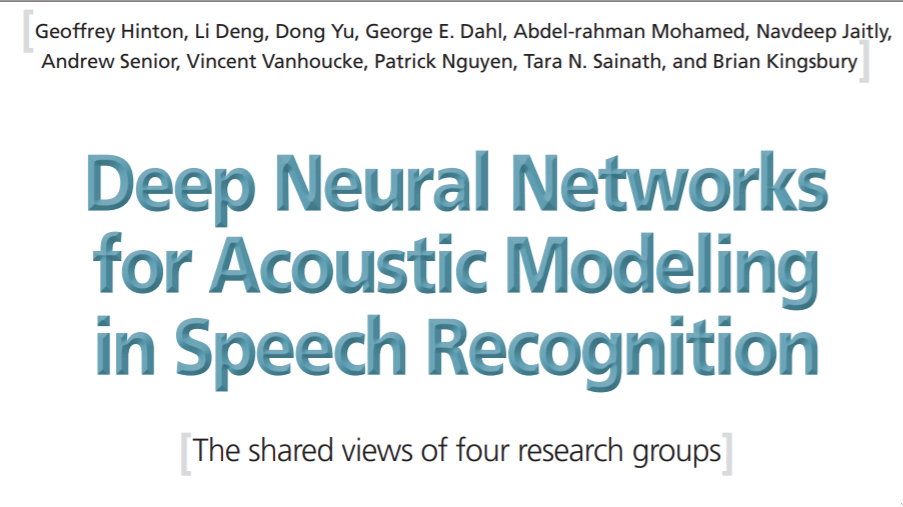 [Geoffrey Hinton, Li Deng, Dong Yu, George E. Dahl, Abdel-rahman Mohamed, Navdeep Jaitly,
Andrew Senior, Vincent Vanhoucke, Patrick Nguyen, Tara N. Sainath, and Brian Kingsbury]
Deep Neural Networks
for Acoustic Modeling
in Speech Recognition
[The shared views of four research groups]